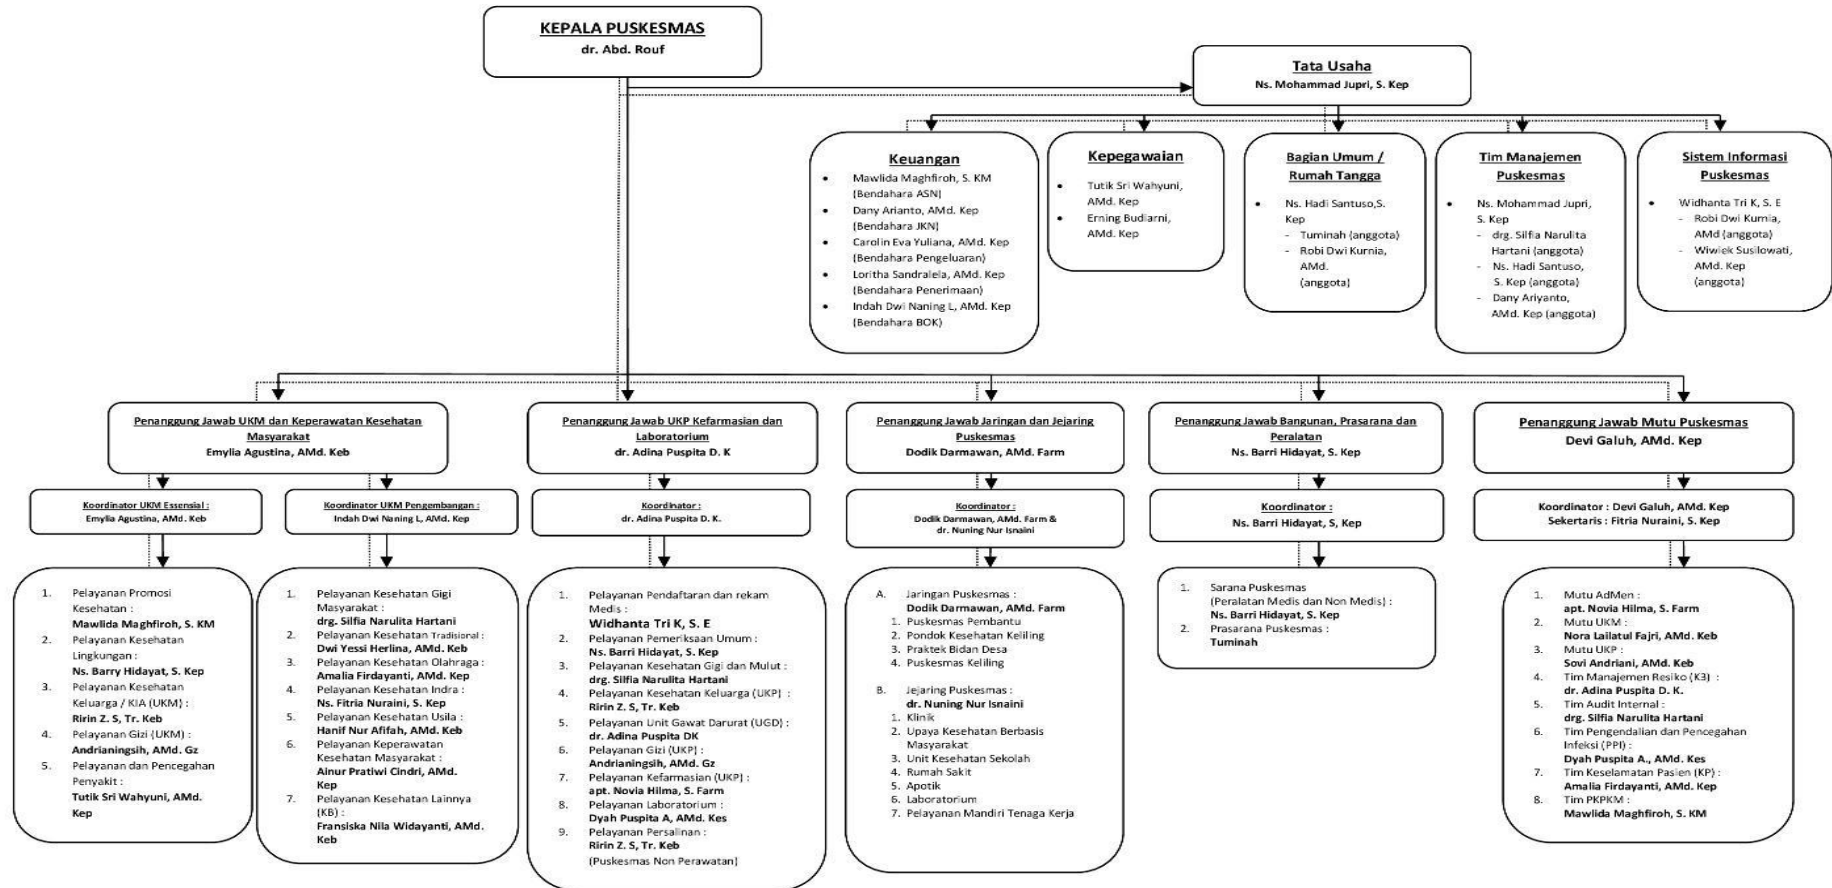 KEPALA PUSKESMAS
dr. Abd. Rouf
Tata Usaha
Ns. Mohammad Jupri, S. Kep
Keuangan
• Mawlida Maghfiroh, S. KM
(Bendahara ASN)
• Dany Arianto, AMd. Kep
(Bendahara JKN)
• Carolin Eva Yuliana, AMd. Kep
(Bendahara Pengeluaran)
• Loritha Sandralela, AMd. Kep
(Bendahara Penerimaan)
• Indah Dwi Naning L, AMd. Kep
(Bendahara BOK)
Kepegawaian
• Tutik Sri Wahyuni,
AMd. Kep
• Erning Budiarni,
AMd. Kep
Bagian Umum /
Rumah Tangga
• Ns. Hadi Santuso,S.
Kep
- Tuminah (anggota)
- Robi Dwi Kurnia,
AMd.
(anggota)
Tim Manajemen
Puskesmas
• Ns. Mohammad Jupri,
S. Kep
- drg. Silfia Narulita
Hartani (anggota)
- Ns. Hadi Santuso,
S. Kep (anggota)
- Dany Ariyanto,
AMd. Kep (anggota)
Sistem Informasi
Puskesmas
• Widhanta Tri K, S. E
- Robi Dwi Kurnia,
AMd (anggota)
- Wiwiek Susilowati,
AMd. Kep
(anggota)
Penanggung Jawab UKM dan Keperawatan Kesehatan
Masyarakat
Emylia Agustina, AMd. Keb
Koordinator UKM Essensial :
Emylia Agustina, AMd. Keb
1. Pelayanan Promosi
Kesehatan :
Mawlida Maghfiroh, S. KM
2. Pelayanan Kesehatan
Lingkungan :
Ns. Barry Hidayat, S. Kep
3. Pelayanan Kesehatan
Keluarga / KIA (UKM) :
Ririn Z. S, Tr. Keb
4. Pelayanan Gizi (UKM) :
Andrianingsih, AMd. Gz
5. Pelayanan dan Pencegahan
Penyakit :
Tutik Sri Wahyuni, AMd.
Kep
Koordinator UKM Pengembangan :
Indah Dwi Naning L, AMd. Kep
1. Pelayanan Kesehatan Gigi
Masyarakat :
drg. Silfia Narulita Hartani
2. Pelayanan Kesehatan Tradisional :
Dwi Yessi Herlina, AMd. Keb
3. Pelayanan Kesehatan Olahraga :
Amalia Firdayanti, AMd. Kep
4. Pelayanan Kesehatan Indra :
Ns. Fitria Nuraini, S. Kep
5. Pelayanan Kesehatan Usila :
Hanif Nur Afifah, AMd. Keb
6. Pelayanan Keperawatan
Kesehatan Masyarakat :
Ainur Pratiwi Cindri, AMd.
Kep
7. Pelayanan Kesehatan Lainnya
(KB) :
Fransiska Nila Widayanti, AMd.
Keb
Penanggung Jawab UKP Kefarmasian dan
Laboratorium
dr. Adina Puspita D. K
Koordinator :
dr. Adina Puspita D. K.
1. Pelayanan Pendaftaran dan rekam
Medis :
Widhanta Tri K, S. E
2. Pelayanan Pemeriksaan Umum :
Ns. Barri Hidayat, S. Kep
3. Pelayanan Kesehatan Gigi dan Mulut :
drg. Silfia Narulita Hartani
4. Pelayanan Kesehatan Keluarga (UKP) :
Ririn Z. S, Tr. Keb
5. Pelayanan Unit Gawat Darurat (UGD) :
dr. Adina Puspita DK
6. Pelayanan Gizi (UKP) :
Andrianingsih, AMd. Gz
7. Pelayanan Kefarmasian (UKP) :
apt. Novia Hilma, S. Farm
8. Pelayanan Laboratorium :
Dyah Puspita A, AMd. Kes
9. Pelayanan Persalinan :
Ririn Z. S, Tr. Keb
(Puskesmas Non Perawatan)
Penanggung Jawab Jaringan dan Jejaring
Puskesmas
Dodik Darmawan, AMd. Farm
Koordinator :
Dodik Darmawan, AMd. Farm &
dr. Nuning Nur Isnaini
A. Jaringan Puskesmas :
Dodik Darmawan, AMd. Farm
1. Puskesmas Pembantu
2. Pondok Kesehatan Keliling
3. Praktek Bidan Desa
4. Puskesmas Keliling
B. Jejaring Puskesmas :
dr. Nuning Nur Isnaini
1. Klinik
2. Upaya Kesehatan Berbasis
Masyarakat
3. Unit Kesehatan Sekolah
4. Rumah Sakit
5. Apotik
6. Laboratorium
7. Pelayanan Mandiri Tenaga Kerja
Penanggung Jawab Bangunan, Prasarana dan
Peralatan
Ns. Barri Hidayat, S. Kep
Koordinator :
Ns. Barri Hidayat, S, Kep
1. Sarana Puskesmas
(Peralatan Medis dan Non Medis) :
Ns. Barri Hidayat, S. Kep
2. Prasarana Puskesmas :
Tuminah
Penanggung Jawab Mutu Puskesmas
Devi Galuh, AMd. Kep
Koordinator : Devi Galuh, AMd. Kep
Sekertaris : Fitria Nuraini, S. Kep
1. Mutu AdMen :
apt. Novia Hilma, S. Farm
2. Mutu UKM :
Nora Lailatul Fajri, AMd. Keb
3. Mutu UKP :
Sovi Andriani, AMd. Keb
4. Tim Manajemen Resiko (K3) :
dr. Adina Puspita D. K.
5. Tim Audit Internal :
drg. Silfia Narulita Hartani
6. Tim Pengendalian dan Pencegahan
Infeksi (PPI) :
Dyah Puspita A., AMd. Kes
7. Tim Keselamatan Pasien (KP) :
Amalia Firdayanti, AMd. Kep
8. Tim PKPKM :
Mawlida Maghfiroh, S. KM